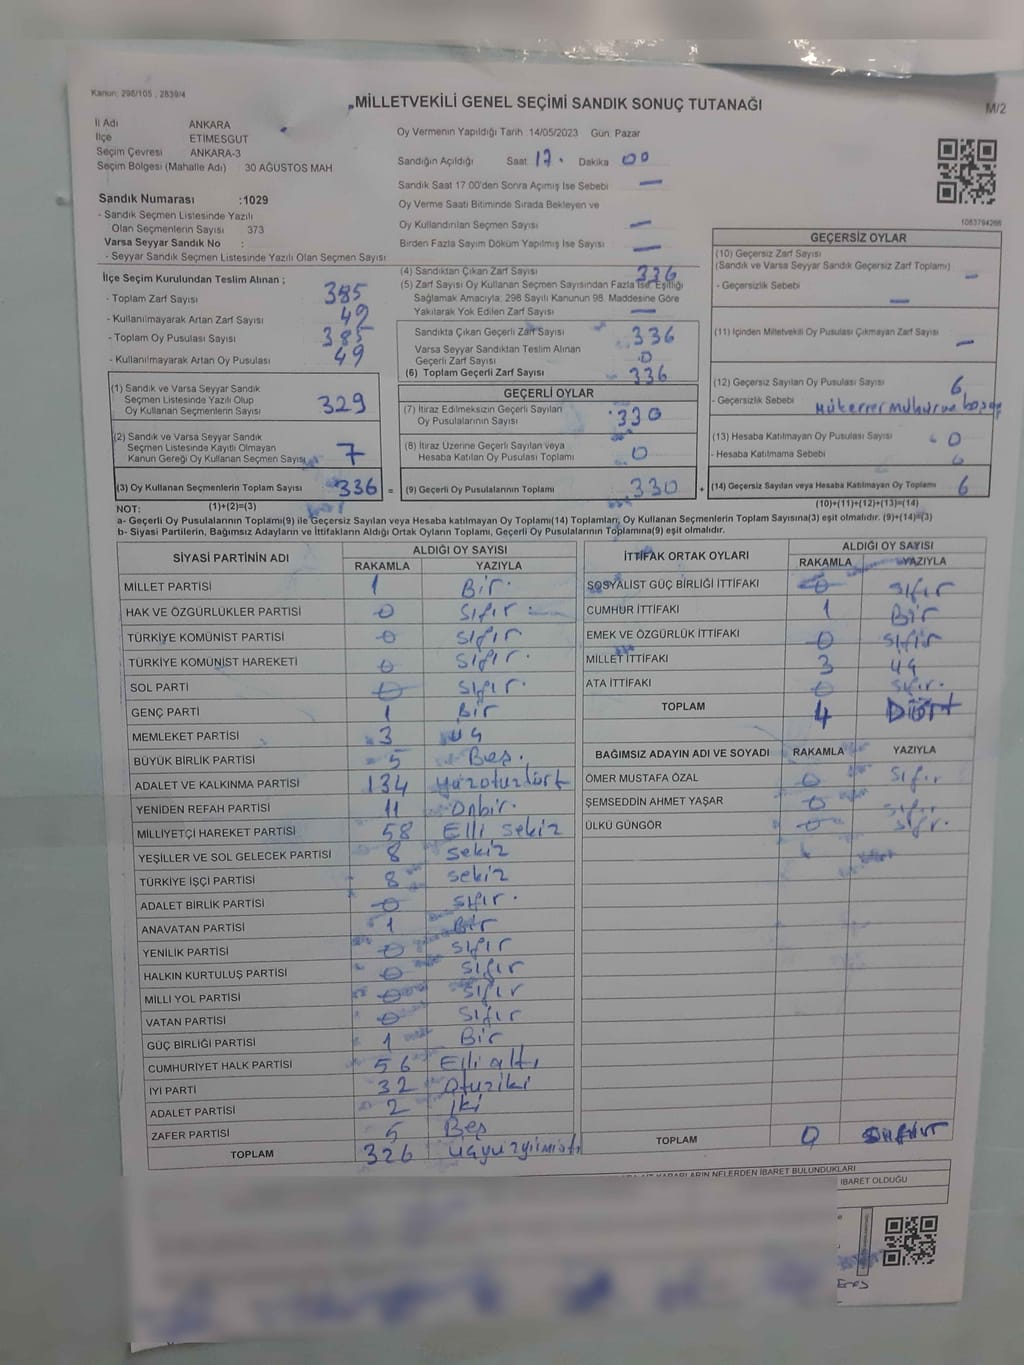 Kanun: 298/105 , 2839/4
MİLLETVEKİLİ GENEL SEÇİMİ SANDIK SONUÇ TUTANAĞI
M/2
İl Adı ANKARA
İlçe ETİMESGUT
Seçim Çevresi ANKARA-3
Seçim Bölgesi (Mahalle Adı) 30 AĞUSTOS MAH
Sandık Numarası :1029
- Sandık Seçmen Listesinde Yazılı
Olan Seçmenlerin Sayısı 373
Varsa Seyyar Sandık No :
- Seyyar Sandık Seçmen Listesinde Yazılı Olan Seçmen Sayısı
Oy Vermenin Yapıldığı Tarih 14/05/2023 Gün: Pazar
Sandığın Açıldığı Saat 17. Dakika 00
Sandık Saat 17.00'den Sonra Açımış İse Sebebi —
Oy Verme Saati Bitiminde Sırada Bekleyen ve
Oy Kullandırılan Seçmen Sayısı —
Birden Fazla Sayım Döküm Yapılmış İse Sayısı —
1083794266
İlçe Seçim Kurulundan Teslim Alınan ;
- Toplam Zarf Sayısı 385
- Kullanılmayarak Artan Zarf Sayısı 49
- Toplam Oy Pusulası Sayısı 385
- Kullanılmayarak Artan Oy Pusulası 49
(1) Sandık ve Varsa Seyyar Sandık
Seçmen Listesinde Yazılı Olup
Oy Kullanan Seçmenlerin Sayısı 329
(2) Sandık ve Varsa Seyyar Sandık
Seçmen Listesinde Kayıtlı Olmayan
Kanun Gereği Oy Kullanan Seçmen Sayısı 7
(3) Oy Kullanan Seçmenlerin Toplam Sayısı 336 =
(4) Sandıktan Çıkan Zarf Sayısı 336
(5) Zarf Sayısı Oy Kullanan Seçmen Sayısından Fazla İse, Eşitliği
Sağlamak Amacıyla, 298 Sayılı Kanunun 98. Maddesine Göre
Yakılarak Yok Edilen Zarf Sayısı —
Sandıkta Çıkan Geçerli Zarf Sayısı 336
Varsa Seyyar Sandıktan Teslim Alınan
Geçerli Zarf Sayısı 0
(6) Toplam Geçerli Zarf Sayısı 336
GEÇERLİ OYLAR
(7) İtiraz Edilmeksizin Geçerli Sayılan
Oy Pusulalarının Sayısı 330
(8) İtiraz Üzerine Geçerli Sayılan veya
Hesaba Katılan Oy Pusulası Toplamı 0
(9) Geçerli Oy Pusulalarının Toplamı 330 +
GEÇERSİZ OYLAR
(10) Geçersiz Zarf Sayısı
(Sandık ve Varsa Seyyar Sandık Geçersiz Zarf Toplamı) —
- Geçersizlik Sebebi —
(11) İçinden Milletvekili Oy Pusulası Çıkmayan Zarf Sayısı —
(12) Geçersiz Sayılan Oy Pusulası Sayısı 6
- Geçersizlik Sebebi Mükerrer
(13) Hesaba Katılmayan Oy Pusulası Sayısı 0
- Hesaba Katılmama Sebebi
(14) Geçersiz Sayılan veya Hesaba Katılmayan Oy Toplamı 6
NOT: (1)+(2)=(3) (10)+(11)+(12)+(13)=(14)
a- Geçerli Oy Pusulalarının Toplamı(9) ile Geçersiz Sayılan veya Hesaba katılmayan Oy Toplamı(14) Toplamları, Oy Kullanan Seçmenlerin Toplam Sayısına(3) eşit olmalıdır. (9)+(14)=(3)
b- Siyasi Partilerin, Bağımsız Adayların ve İttifakların Aldığı Ortak Oyların Toplamı, Geçerli Oy Pusulalarının Toplamına(9) eşit olmalıdır.
SİYASİ PARTİNİN ADI ALDIĞI OY SAYISI
RAKAMLA YAZIYLA
MİLLET PARTİSİ 1 Bir
HAK VE ÖZGÜRLÜKLER PARTİSİ 0 Sıfır
TÜRKİYE KOMÜNİST PARTİSİ 0 Sıfır
TÜRKİYE KOMÜNİST HAREKETİ 0 Sıfır
SOL PARTİ 0 Sıfır
GENÇ PARTİ 1 Bir
MEMLEKET PARTİSİ 3 Üç
BÜYÜK BİRLİK PARTİSİ 5 Beş
ADALET VE KALKINMA PARTİSİ 134 Yüzotuzdört
YENİDEN REFAH PARTİSİ 11 Onbir
MİLLİYETÇİ HAREKET PARTİSİ 58 Elli sekiz
YEŞİLLER VE SOL GELECEK PARTİSİ 8 sekiz
TÜRKİYE İŞÇİ PARTİSİ 8 sekiz
ADALET BİRLİK PARTİSİ 0 Sıfır
ANAVATAN PARTİSİ 1 Bir
YENİLİK PARTİSİ 0 Sıfır
HALKIN KURTULUŞ PARTİSİ 0 Sıfır
MİLLİ YOL PARTİSİ 0 Sıfır
VATAN PARTİSİ 0 Sıfır
GÜÇ BİRLİĞİ PARTİSİ 1 Bir
CUMHURİYET HALK PARTİSİ 56 Elli altı
İYİ PARTİ 32 Otuziki
ADALET PARTİSİ 2 İki
ZAFER PARTİSİ 5 Beş
TOPLAM 326
İTTİFAK ORTAK OYLARI ALDIĞI OY SAYISI
RAKAMLA YAZIYLA
SOSYALİST GÜÇ BİRLİĞİ İTTİFAKI 0 Sıfır
CUMHUR İTTİFAKI 1 Bir
EMEK VE ÖZGÜRLÜK İTTİFAKI 0 Sıfır
MİLLET İTTİFAKI 3 Üç
ATA İTTİFAKI 0 Sıfır
TOPLAM 4 Dört
BAĞIMSIZ ADAYIN ADI VE SOYADI RAKAMLA YAZIYLA
ÖMER MUSTAFA ÖZAL 0 Sıfır
ŞEMSEDDİN AHMET YAŞAR 0 Sıfır
ÜLKÜ GÜNGÖR 0 Sıfır
TOPLAM 0 Sıfır
KARARLARIN NELERDEN İBARET BULUNDUKLARI
İBARET OLDUĞU